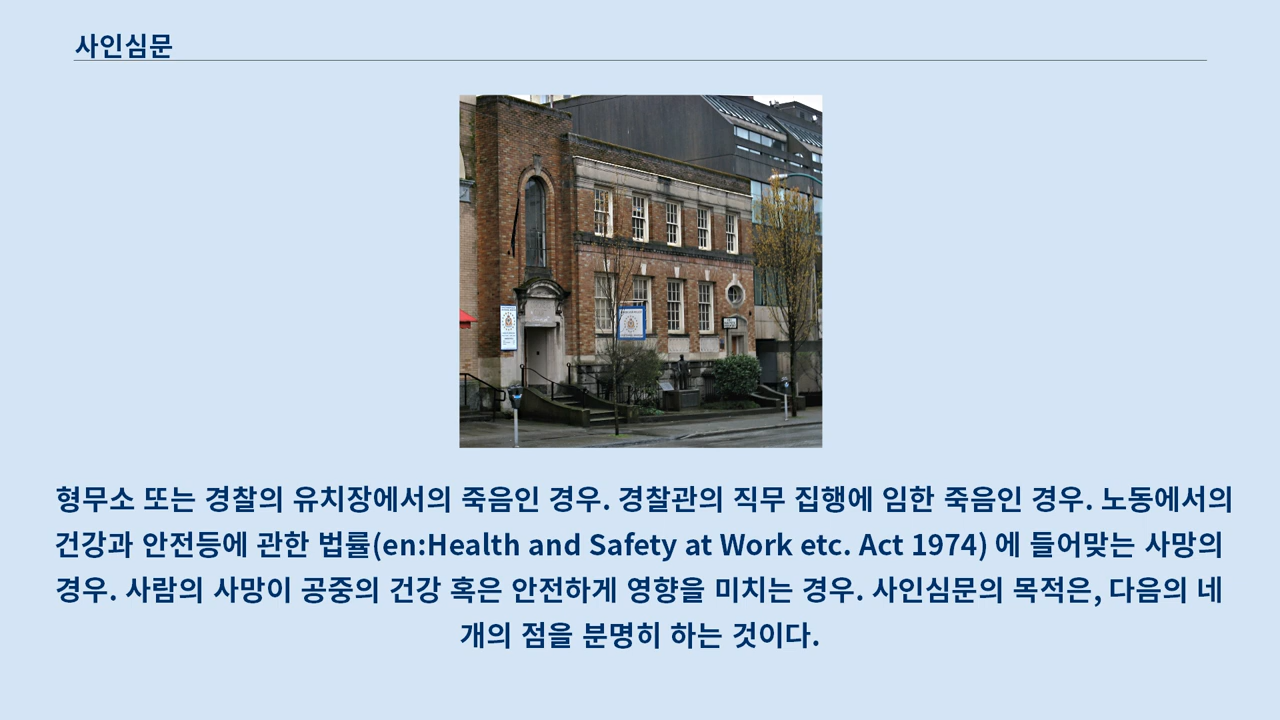 사인심문
형무소 또는 경찰의 유치장에서의 죽음인 경우. 경찰관의 직무 집행에 임한 죽음인 경우. 노동에서의
건강과 안전등에 관한 법률(en:Health and Safety at Work etc. Act 1974) 에 들어맞는 사망의
경우. 사람의 사망이 공중의 건강 혹은 안전하게 영향을 미치는 경우. 사인심문의 목적은, 다음의 네
개의 점을 분명히 하는 것이다.